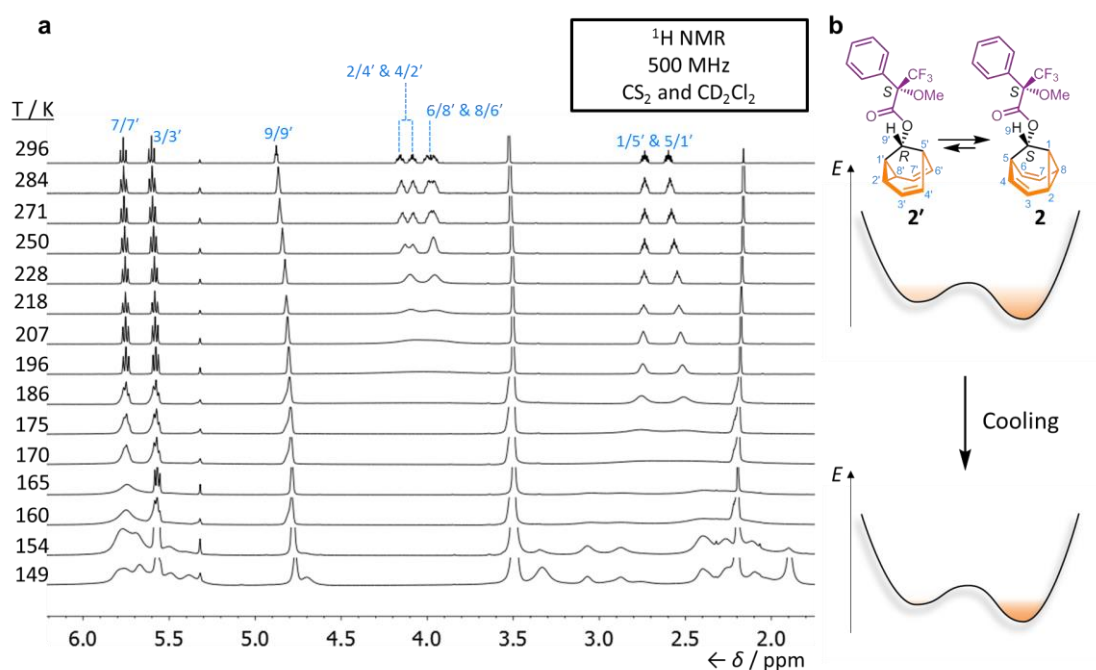 a
¹H NMR
500 MHz
CS₂ and CD₂Cl₂
T / K
7/7′
3/3′
9/9′
2/4′ & 4/2′
6/8′ & 8/6′
1/5′ & 5/1′
296
284
271
250
228
218
207
196
186
175
170
165
160
154
149
6.0 5.5 5.0 4.5 4.0 3.5 3.0 2.5 2.0
← δ / ppm
b
CF₃
S
OMe
O
O
H
9′
5′
R
1′
8′
7′
6′
2′
4′
3′
2′
CF₃
S
OMe
O
O
H
9
1
S
5
6
7
8
4
2
3
2
E
Cooling
E